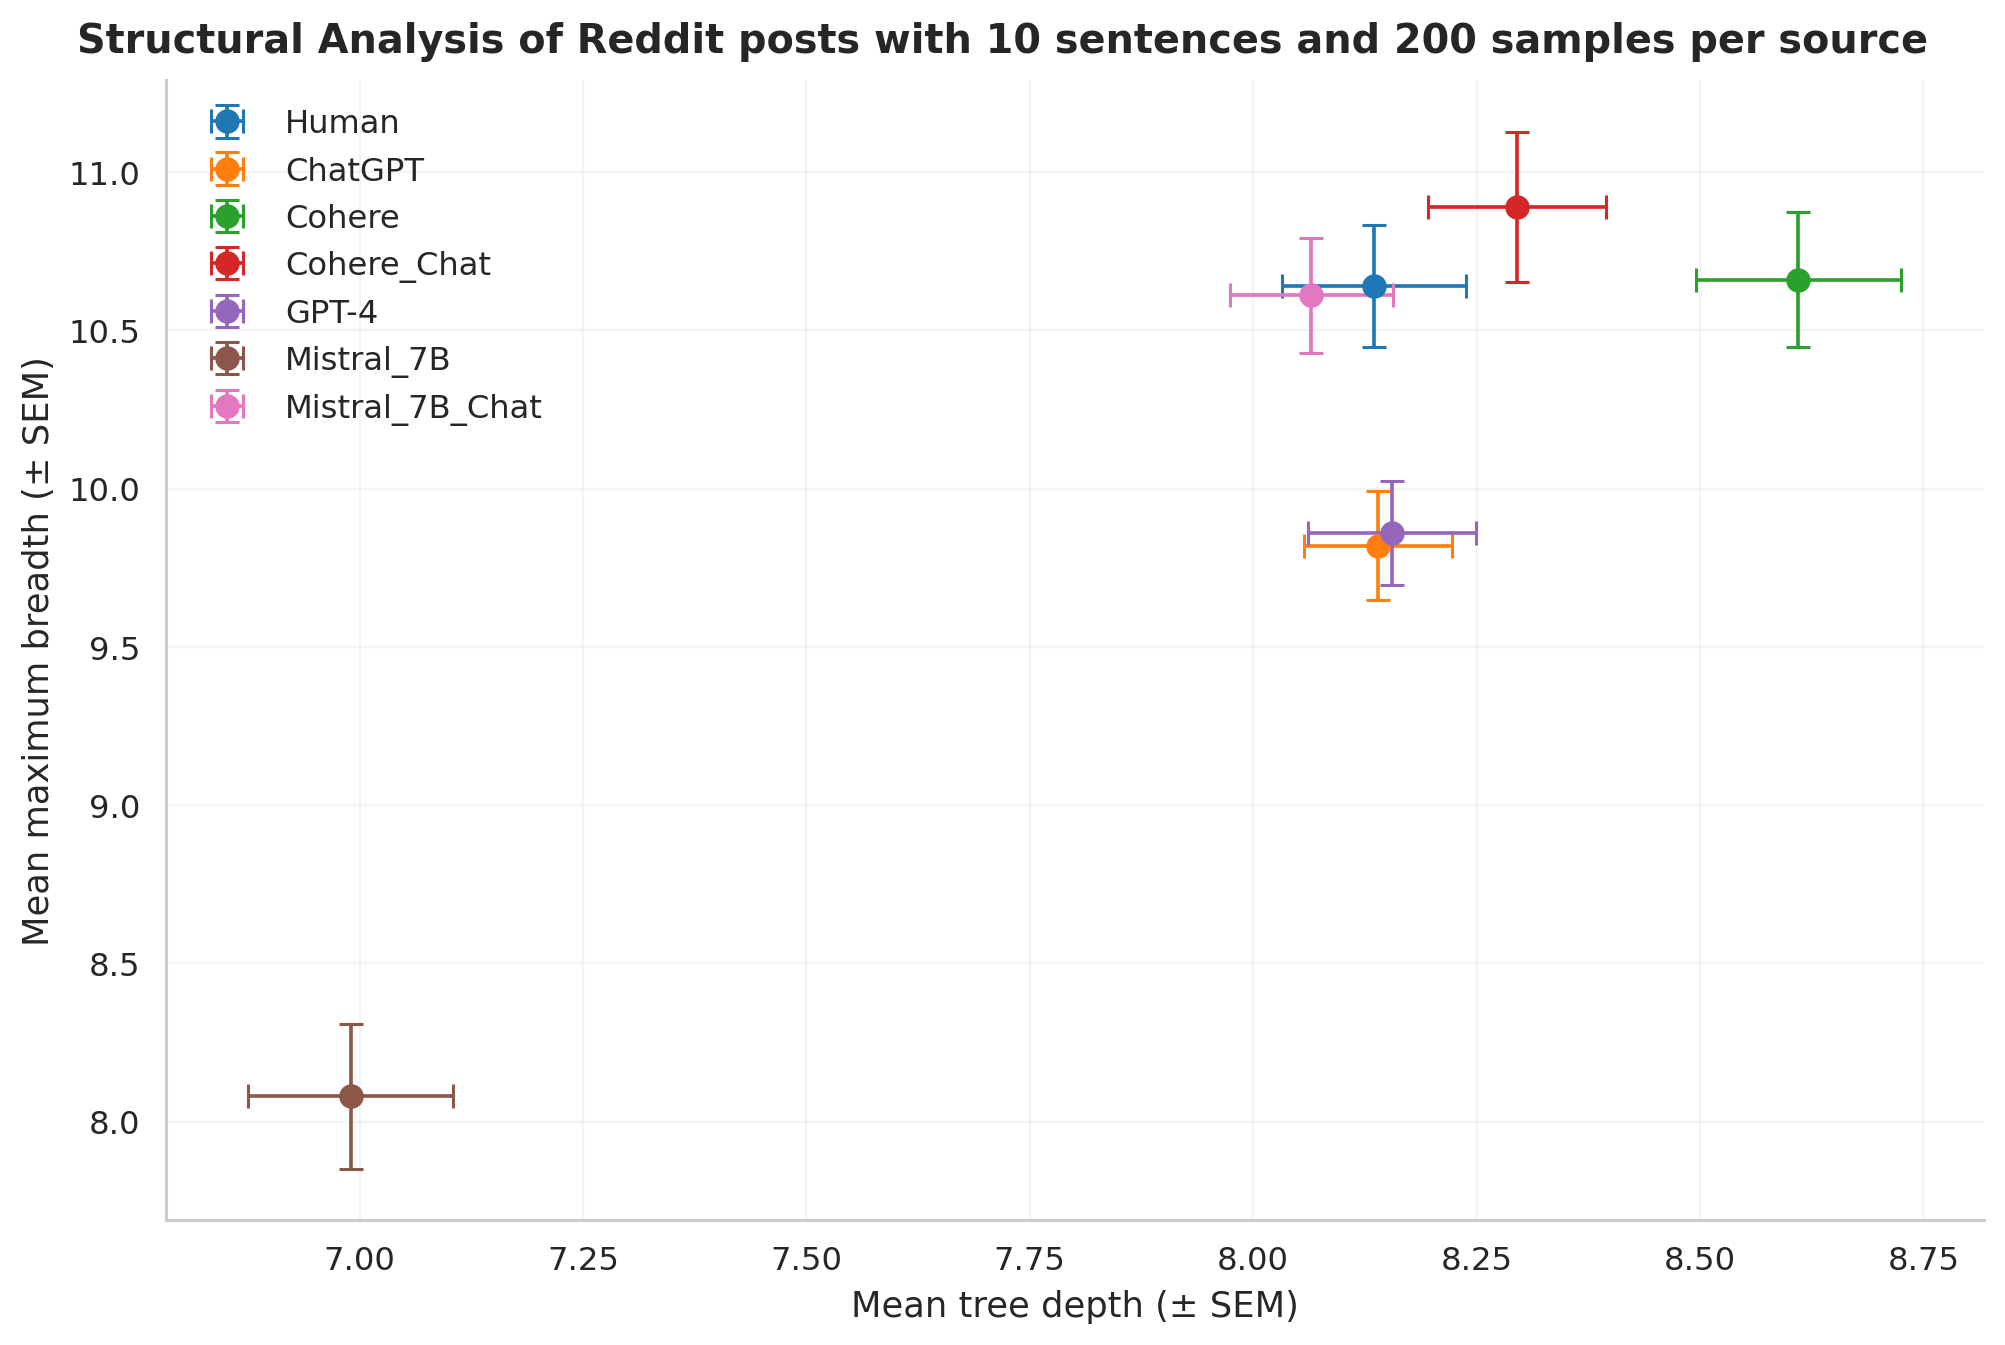 Structural Analysis of Reddit posts with 10 sentences and 200 samples per source
Human
ChatGPT
Cohere
Cohere_Chat
GPT-4
Mistral_7B
Mistral_7B_Chat
Mean maximum breadth (± SEM)
11.0
10.5
10.0
9.5
9.0
8.5
8.0
7.00 7.25 7.50 7.75 8.00 8.25 8.50 8.75
Mean tree depth (± SEM)